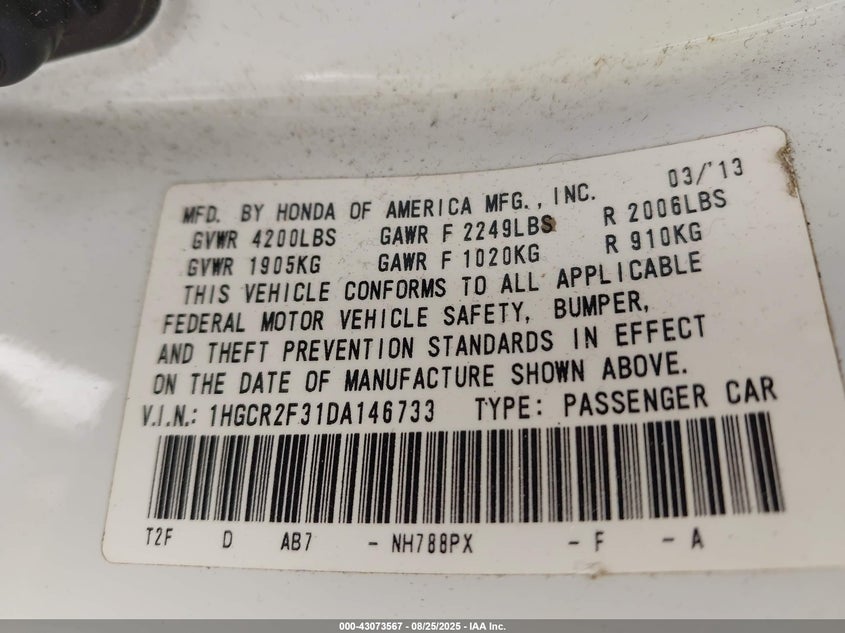 MFD. BY HONDA OF AMERICA MFG., INC. 03/'13
GVWR 4200LBS GAWR F 2249LBS R 2006LBS
GVWR 1905KG GAWR F 1020KG R 910KG
THIS VEHICLE CONFORMS TO ALL APPLICABLE
FEDERAL MOTOR VEHICLE SAFETY, BUMPER,
AND THEFT PREVENTION STANDARDS IN EFFECT
ON THE DATE OF MANUFACTURE SHOWN ABOVE.
V.I.N.: 1HGCR2F31DA146733 TYPE: PASSENGER CAR
T2F D AB7 - NH788PX - F - A
000-43073567 - 08/25/2025 - IAA Inc.